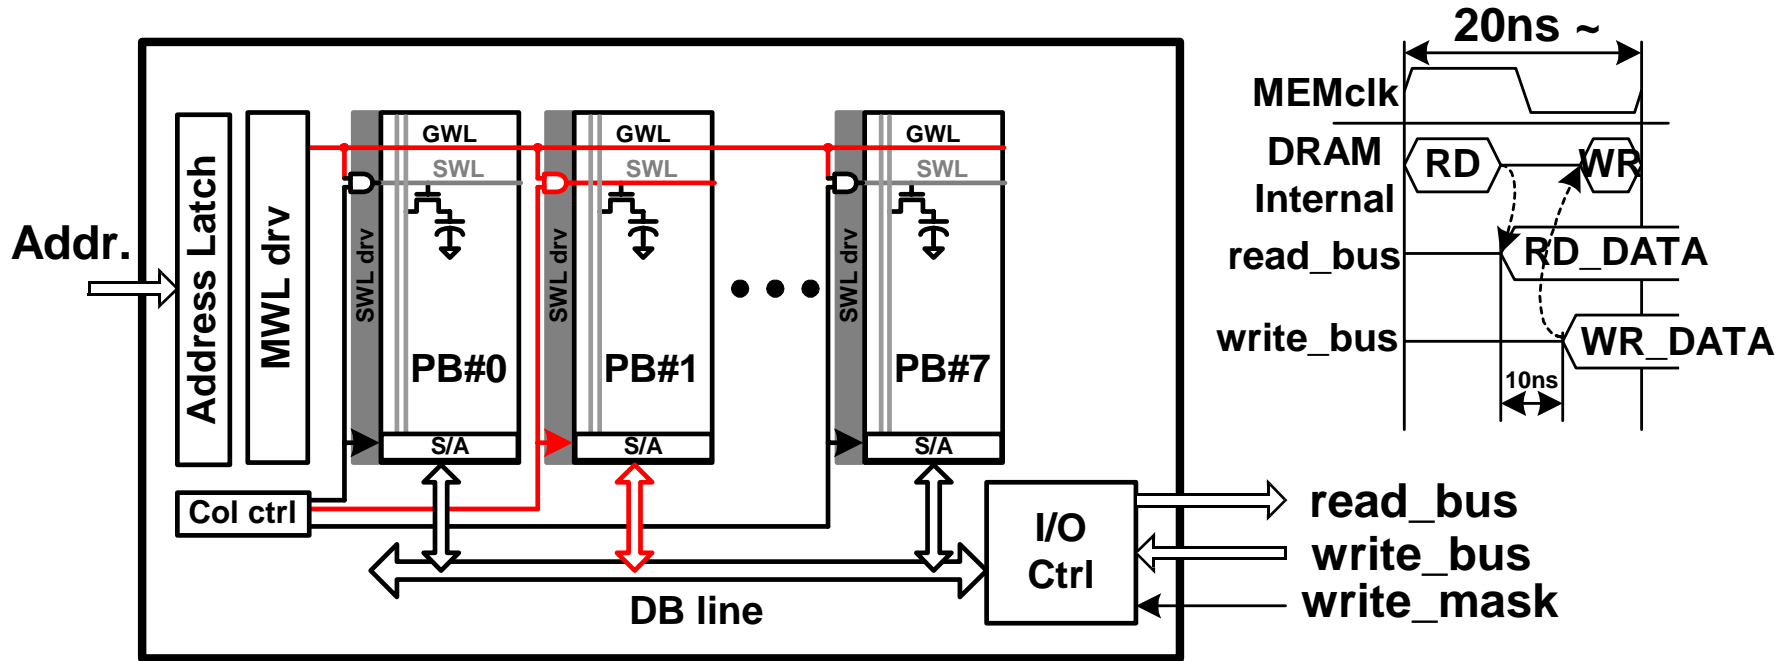 Addr.
Address Latch
MWL drv
Col ctrl
SWL drv
GWL
SWL
PB#0
S/A
SWL drv
GWL
SWL
PB#1
S/A
SWL drv
GWL
SWL
PB#7
S/A
DB line
I/O
Ctrl
20ns ~
MEMclk
DRAM
Internal
RD
WR
read_bus
RD_DATA
write_bus
WR_DATA
10ns
read_bus
write_bus
write_mask